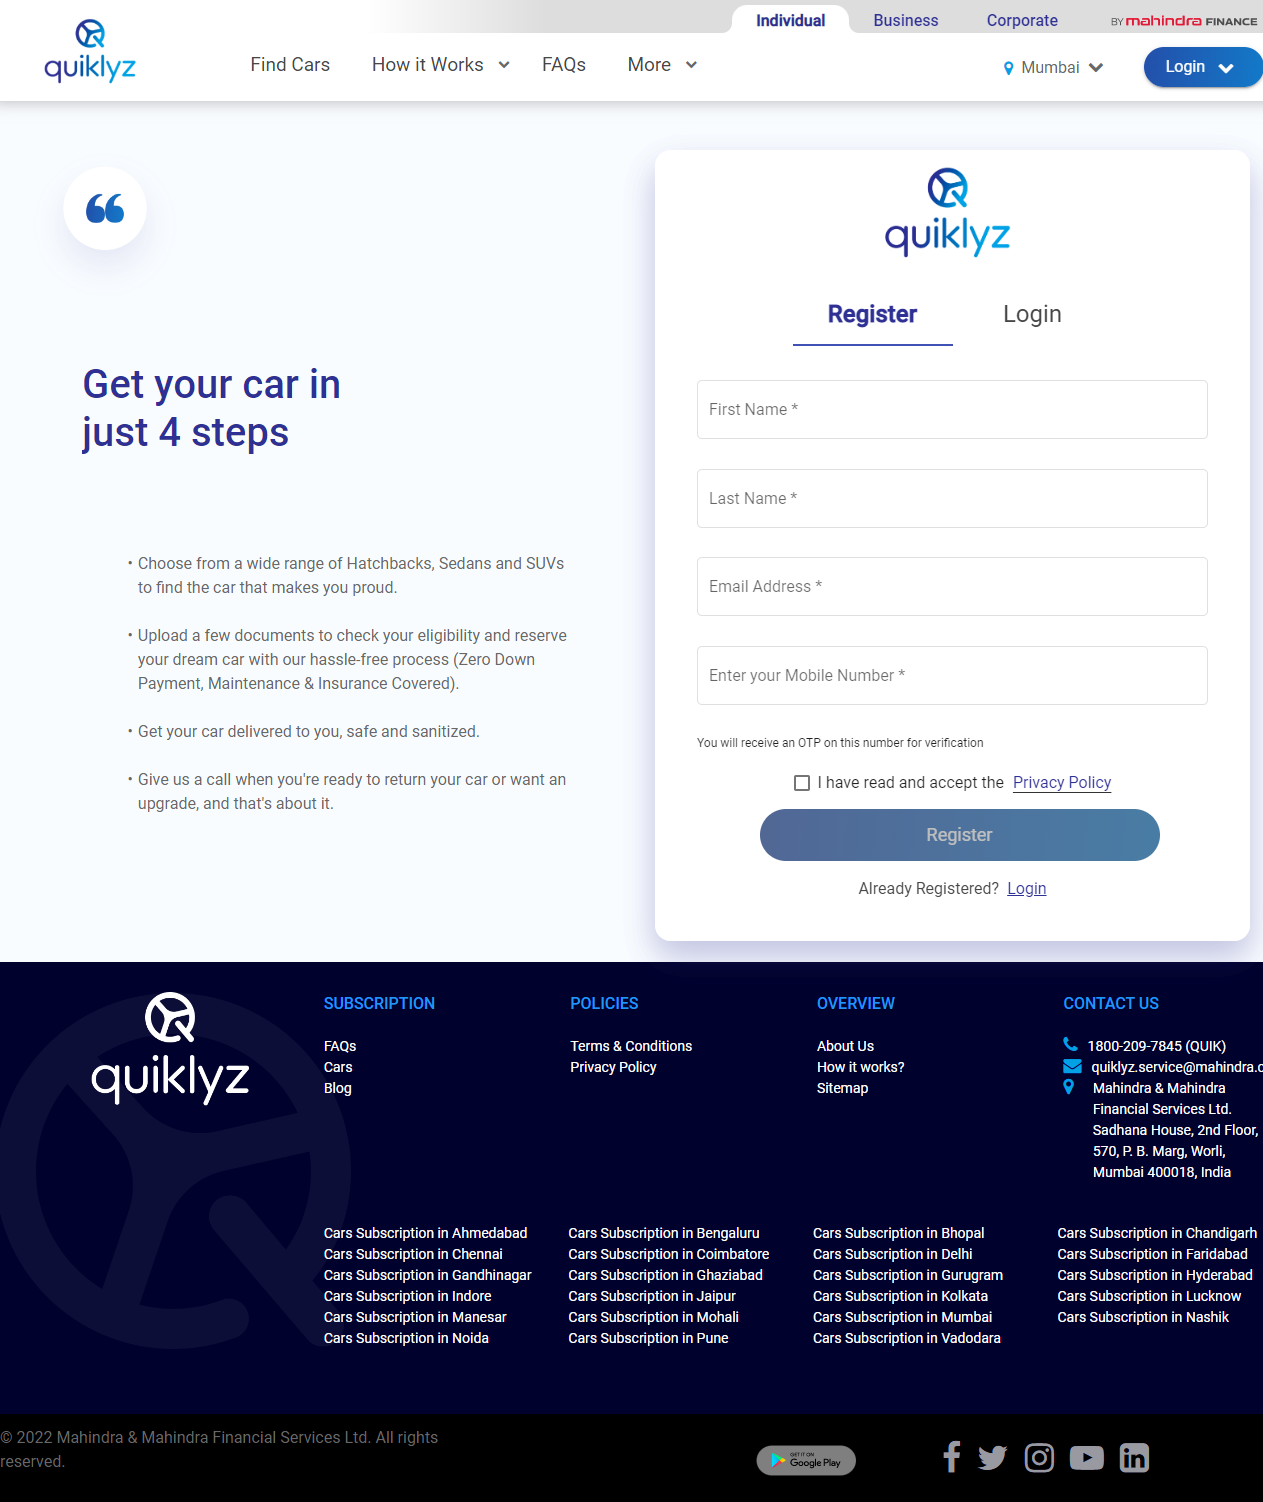 Individual
Business
Corporate
BY mahindra FINANCE
quiklyz
Find Cars
How it Works
FAQs
More
Mumbai
Login
quiklyz
Register
Login
Get your car in
just 4 steps
First Name *
Last Name *
Email Address *
Enter your Mobile Number *
• Choose from a wide range of Hatchbacks, Sedans and SUVs
to find the car that makes you proud.
• Upload a few documents to check your eligibility and reserve
your dream car with our hassle-free process (Zero Down
Payment, Maintenance & Insurance Covered).
• Get your car delivered to you, safe and sanitized.
• Give us a call when you're ready to return your car or want an
upgrade, and that's about it.
You will receive an OTP on this number for verification
I have read and accept the Privacy Policy
Register
Already Registered? Login
quiklyz
SUBSCRIPTION
FAQs
Cars
Blog
POLICIES
Terms & Conditions
Privacy Policy
OVERVIEW
About Us
How it works?
Sitemap
CONTACT US
1800-209-7845 (QUIK)
quiklyz.service@mahindra.c
Mahindra & Mahindra
Financial Services Ltd.
Sadhana House, 2nd Floor,
570, P. B. Marg, Worli,
Mumbai 400018, India
Cars Subscription in Ahmedabad
Cars Subscription in Bengaluru
Cars Subscription in Bhopal
Cars Subscription in Chandigarh
Cars Subscription in Chennai
Cars Subscription in Coimbatore
Cars Subscription in Delhi
Cars Subscription in Faridabad
Cars Subscription in Gandhinagar
Cars Subscription in Ghaziabad
Cars Subscription in Gurugram
Cars Subscription in Hyderabad
Cars Subscription in Indore
Cars Subscription in Jaipur
Cars Subscription in Kolkata
Cars Subscription in Lucknow
Cars Subscription in Manesar
Cars Subscription in Mohali
Cars Subscription in Mumbai
Cars Subscription in Nashik
Cars Subscription in Noida
Cars Subscription in Pune
Cars Subscription in Vadodara
© 2022 Mahindra & Mahindra Financial Services Ltd. All rights
reserved.
GET IT ON
Google Play